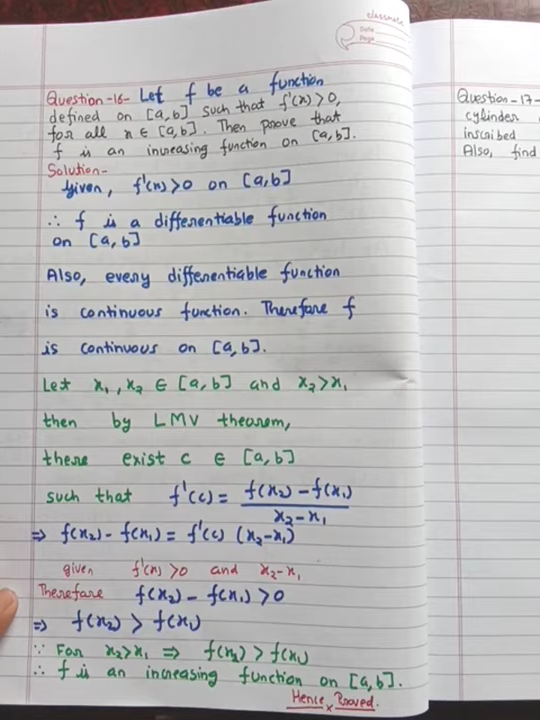 classmate
Date
Page
Question-16- Let f be a function
defined on [a,b] such that f'(x) > 0,
for all x ∈ [a,b]. Then prove that
f is an increasing function on [a,b].
Solution-
Given, f'(x) > 0 on [a,b]
∴ f is a differentiable function
on [a,b]
Also, every differentiable function
is continuous function. Therefore f
is continuous on [a,b].
Let x₁, x₂ ∈ [a,b] and x₂ > x₁
then by LMV theorem,
there exist c ∈ [a,b]
such that f'(c) = f(x₂) - f(x₁) / x₂ - x₁
⇒ f(x₂) - f(x₁) = f'(c) (x₂-x₁)
given f'(x) > 0 and x₂-x₁
Therefore f(x₂) - f(x₁) > 0
⇒ f(x₂) > f(x₁)
∵ For x₂ > x₁ ⇒ f(x₂) > f(x₁)
∴ f is an increasing function on [a,b].
Hence Proved.
Question-17-
cylinder
inscribed
Also, find